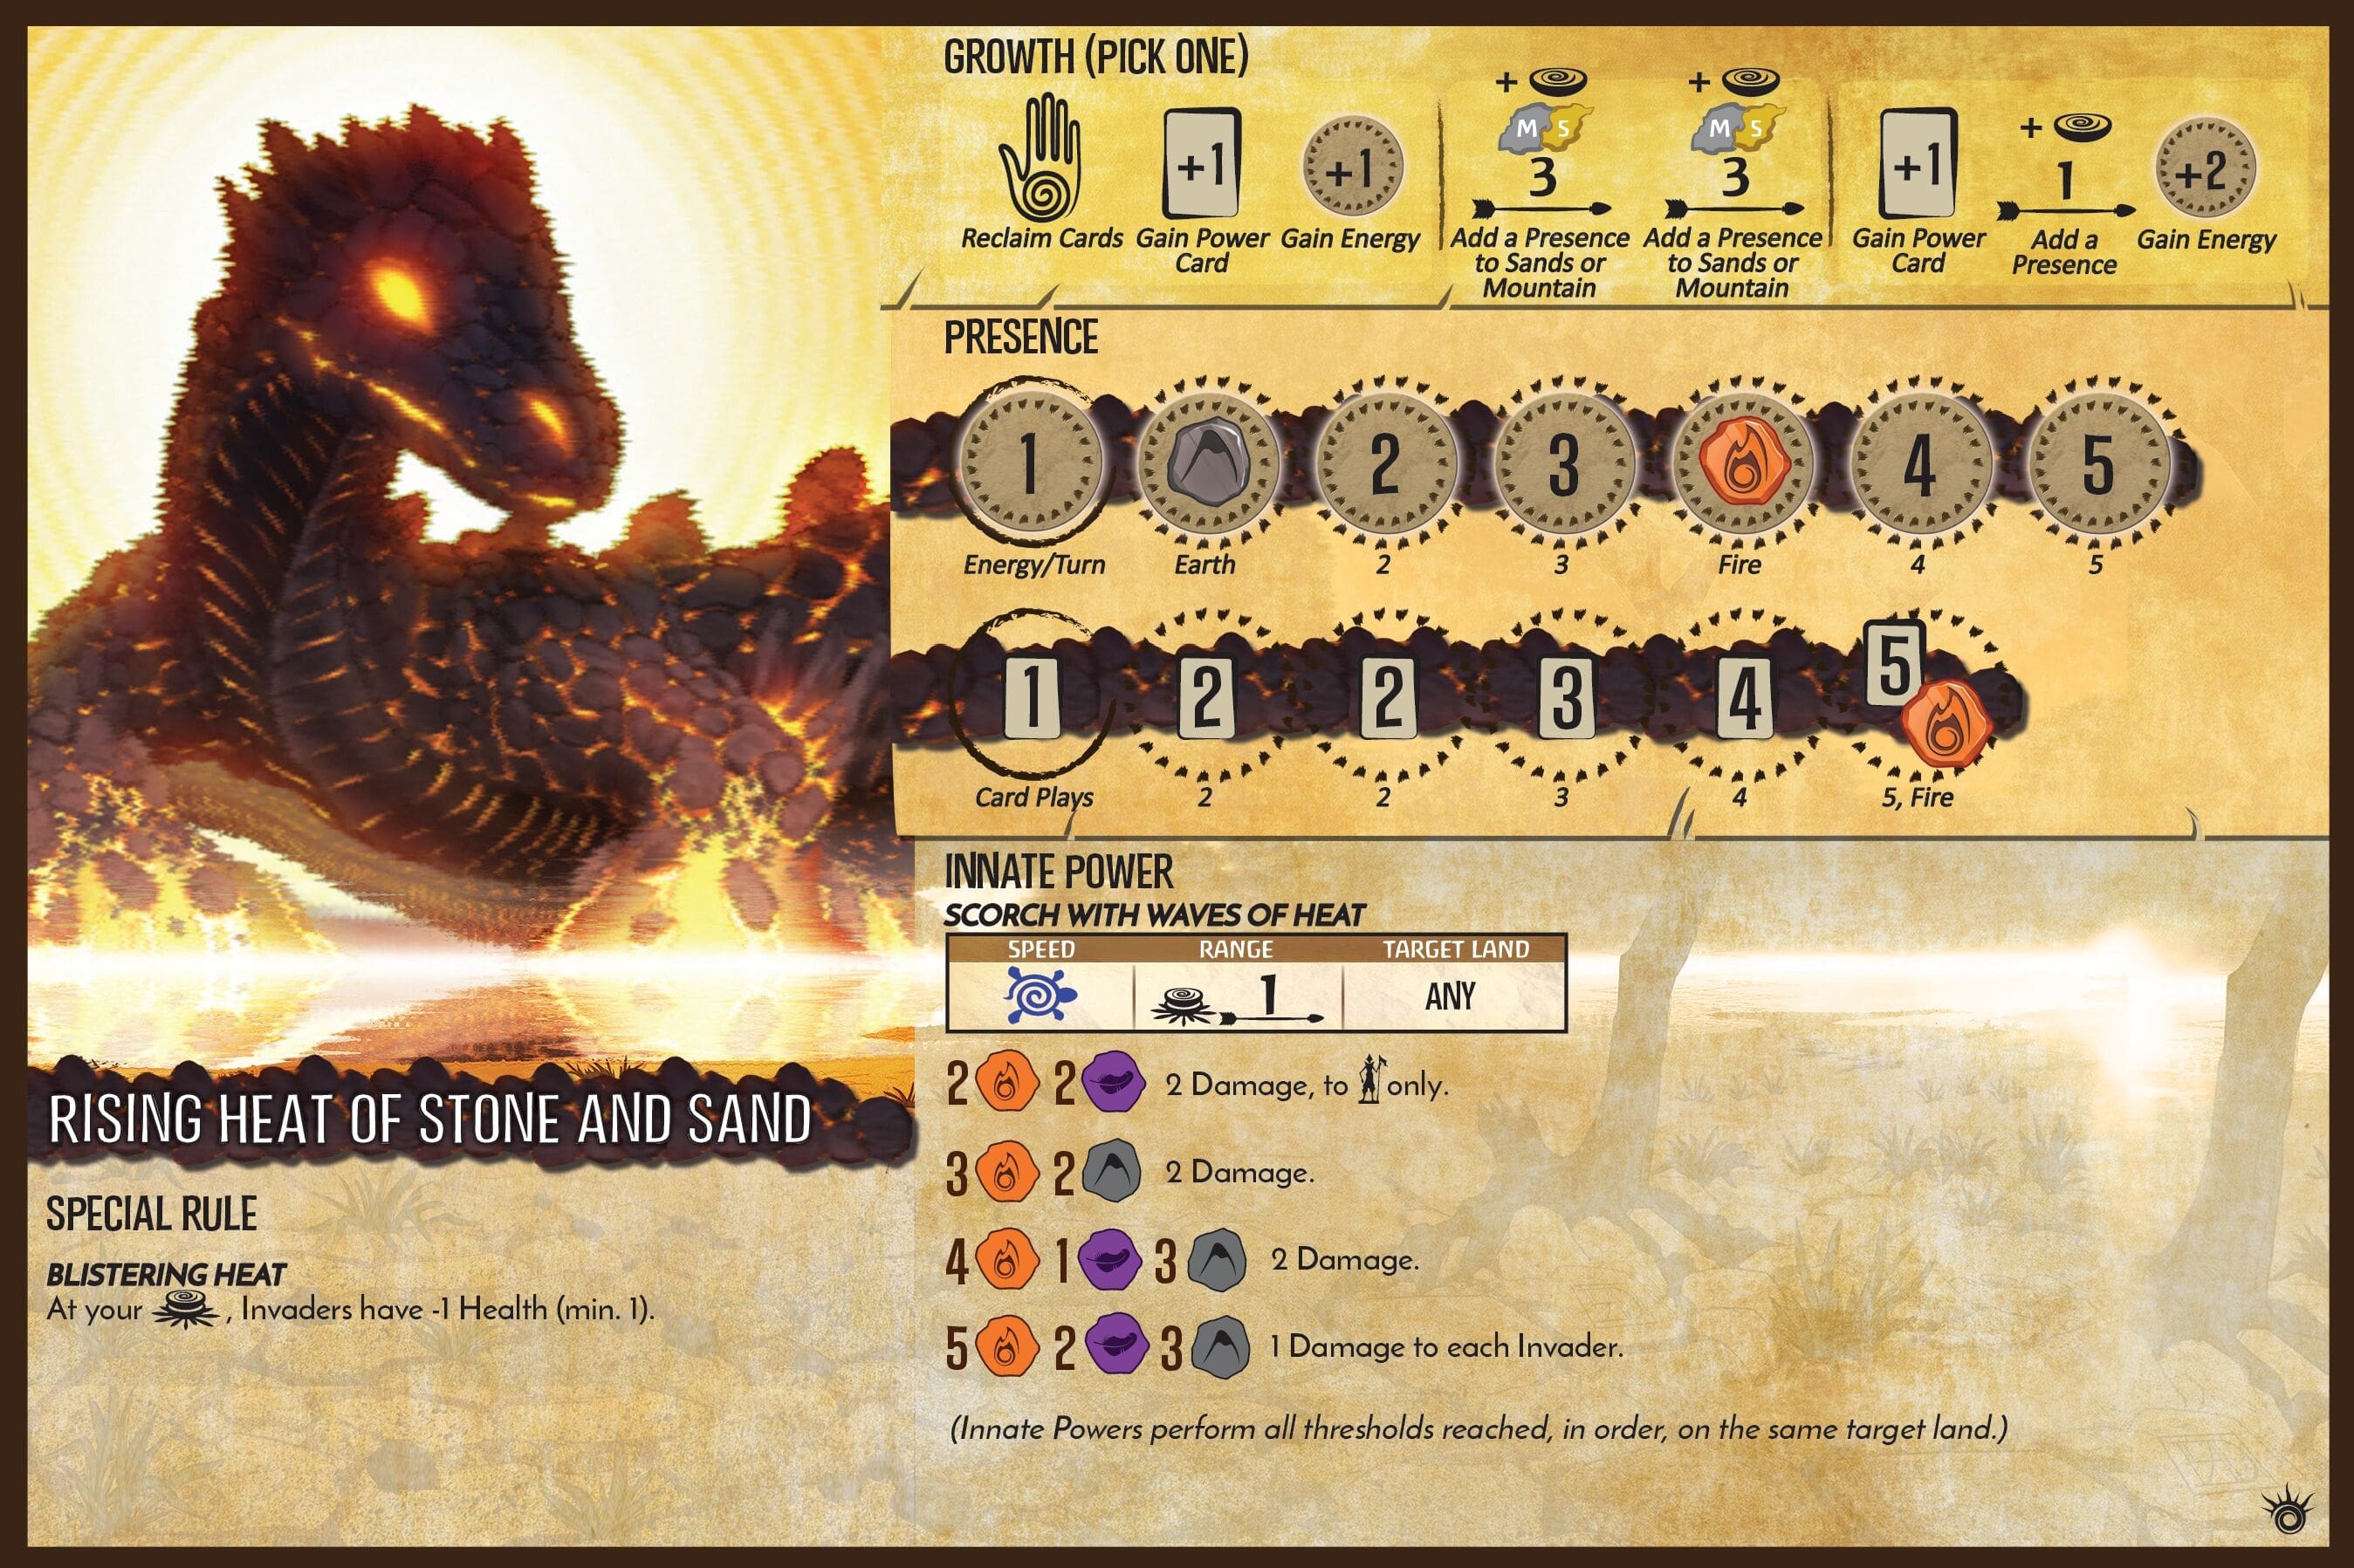 GROWTH (PICK ONE)
+ + 
M S M S
+1 +1 3 3 +1 + 1 +2
Reclaim Cards Gain Power Card Gain Energy
Add a Presence to Sands or Mountain
Add a Presence to Sands or Mountain
Gain Power Card Add a Presence Gain Energy
PRESENCE
1 2 3 4 5
Energy/Turn Earth 2 3 Fire 4 5
1 2 2 3 4 5
Card Plays 2 2 3 4 5, Fire
INNATE POWER
SCORCH WITH WAVES OF HEAT
SPEED RANGE TARGET LAND
1 ANY
2 2 2 Damage, to only.
3 2 2 Damage.
4 1 3 2 Damage.
5 2 3 1 Damage to each Invader.
(Innate Powers perform all thresholds reached, in order, on the same target land.)
RISING HEAT OF STONE AND SAND
SPECIAL RULE
BLISTERING HEAT
At your , Invaders have -1 Health (min. 1).